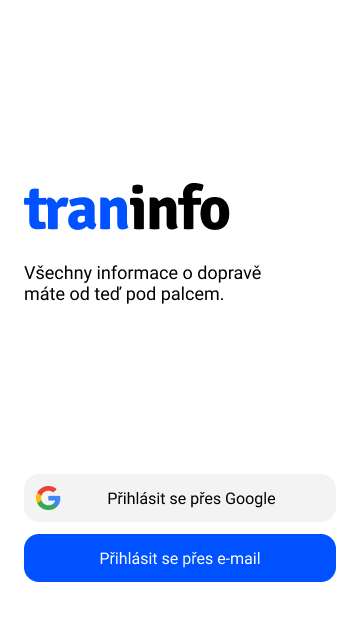 traninfo
Všechny informace o dopravě
máte od teď pod palcem.
Přihlásit se přes Google
Přihlásit se přes e-mail